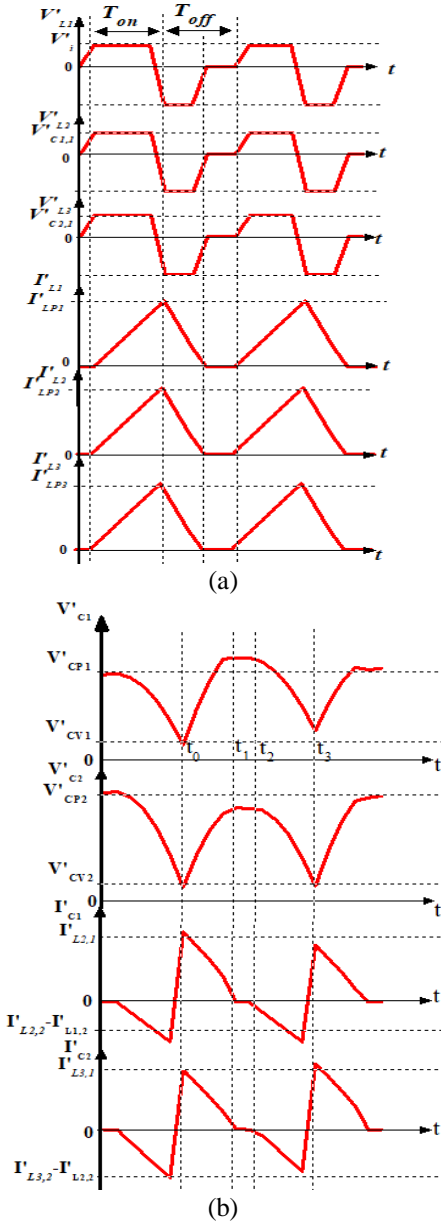 V'L1
Ton Toff
V'i
0
t
V'L2
V'C1,1
0
t
V'L3
V'C2,1
0
t
I'L1
I'LP1
0
t
I'L2
I'LP2
0
t
I'L3
I'LP3
0
t
(a)
V'C1
V'CP1
V'CV1
t0 t1 t2 t3
0
t
V'C2
V'CP2
V'CV2
0
t
I'C1
I'L2,1
0
t
I'L2,2-I'L1,2
I'C2
I'L3,1
0
t
I'L3,2-I'L2,2
(b)